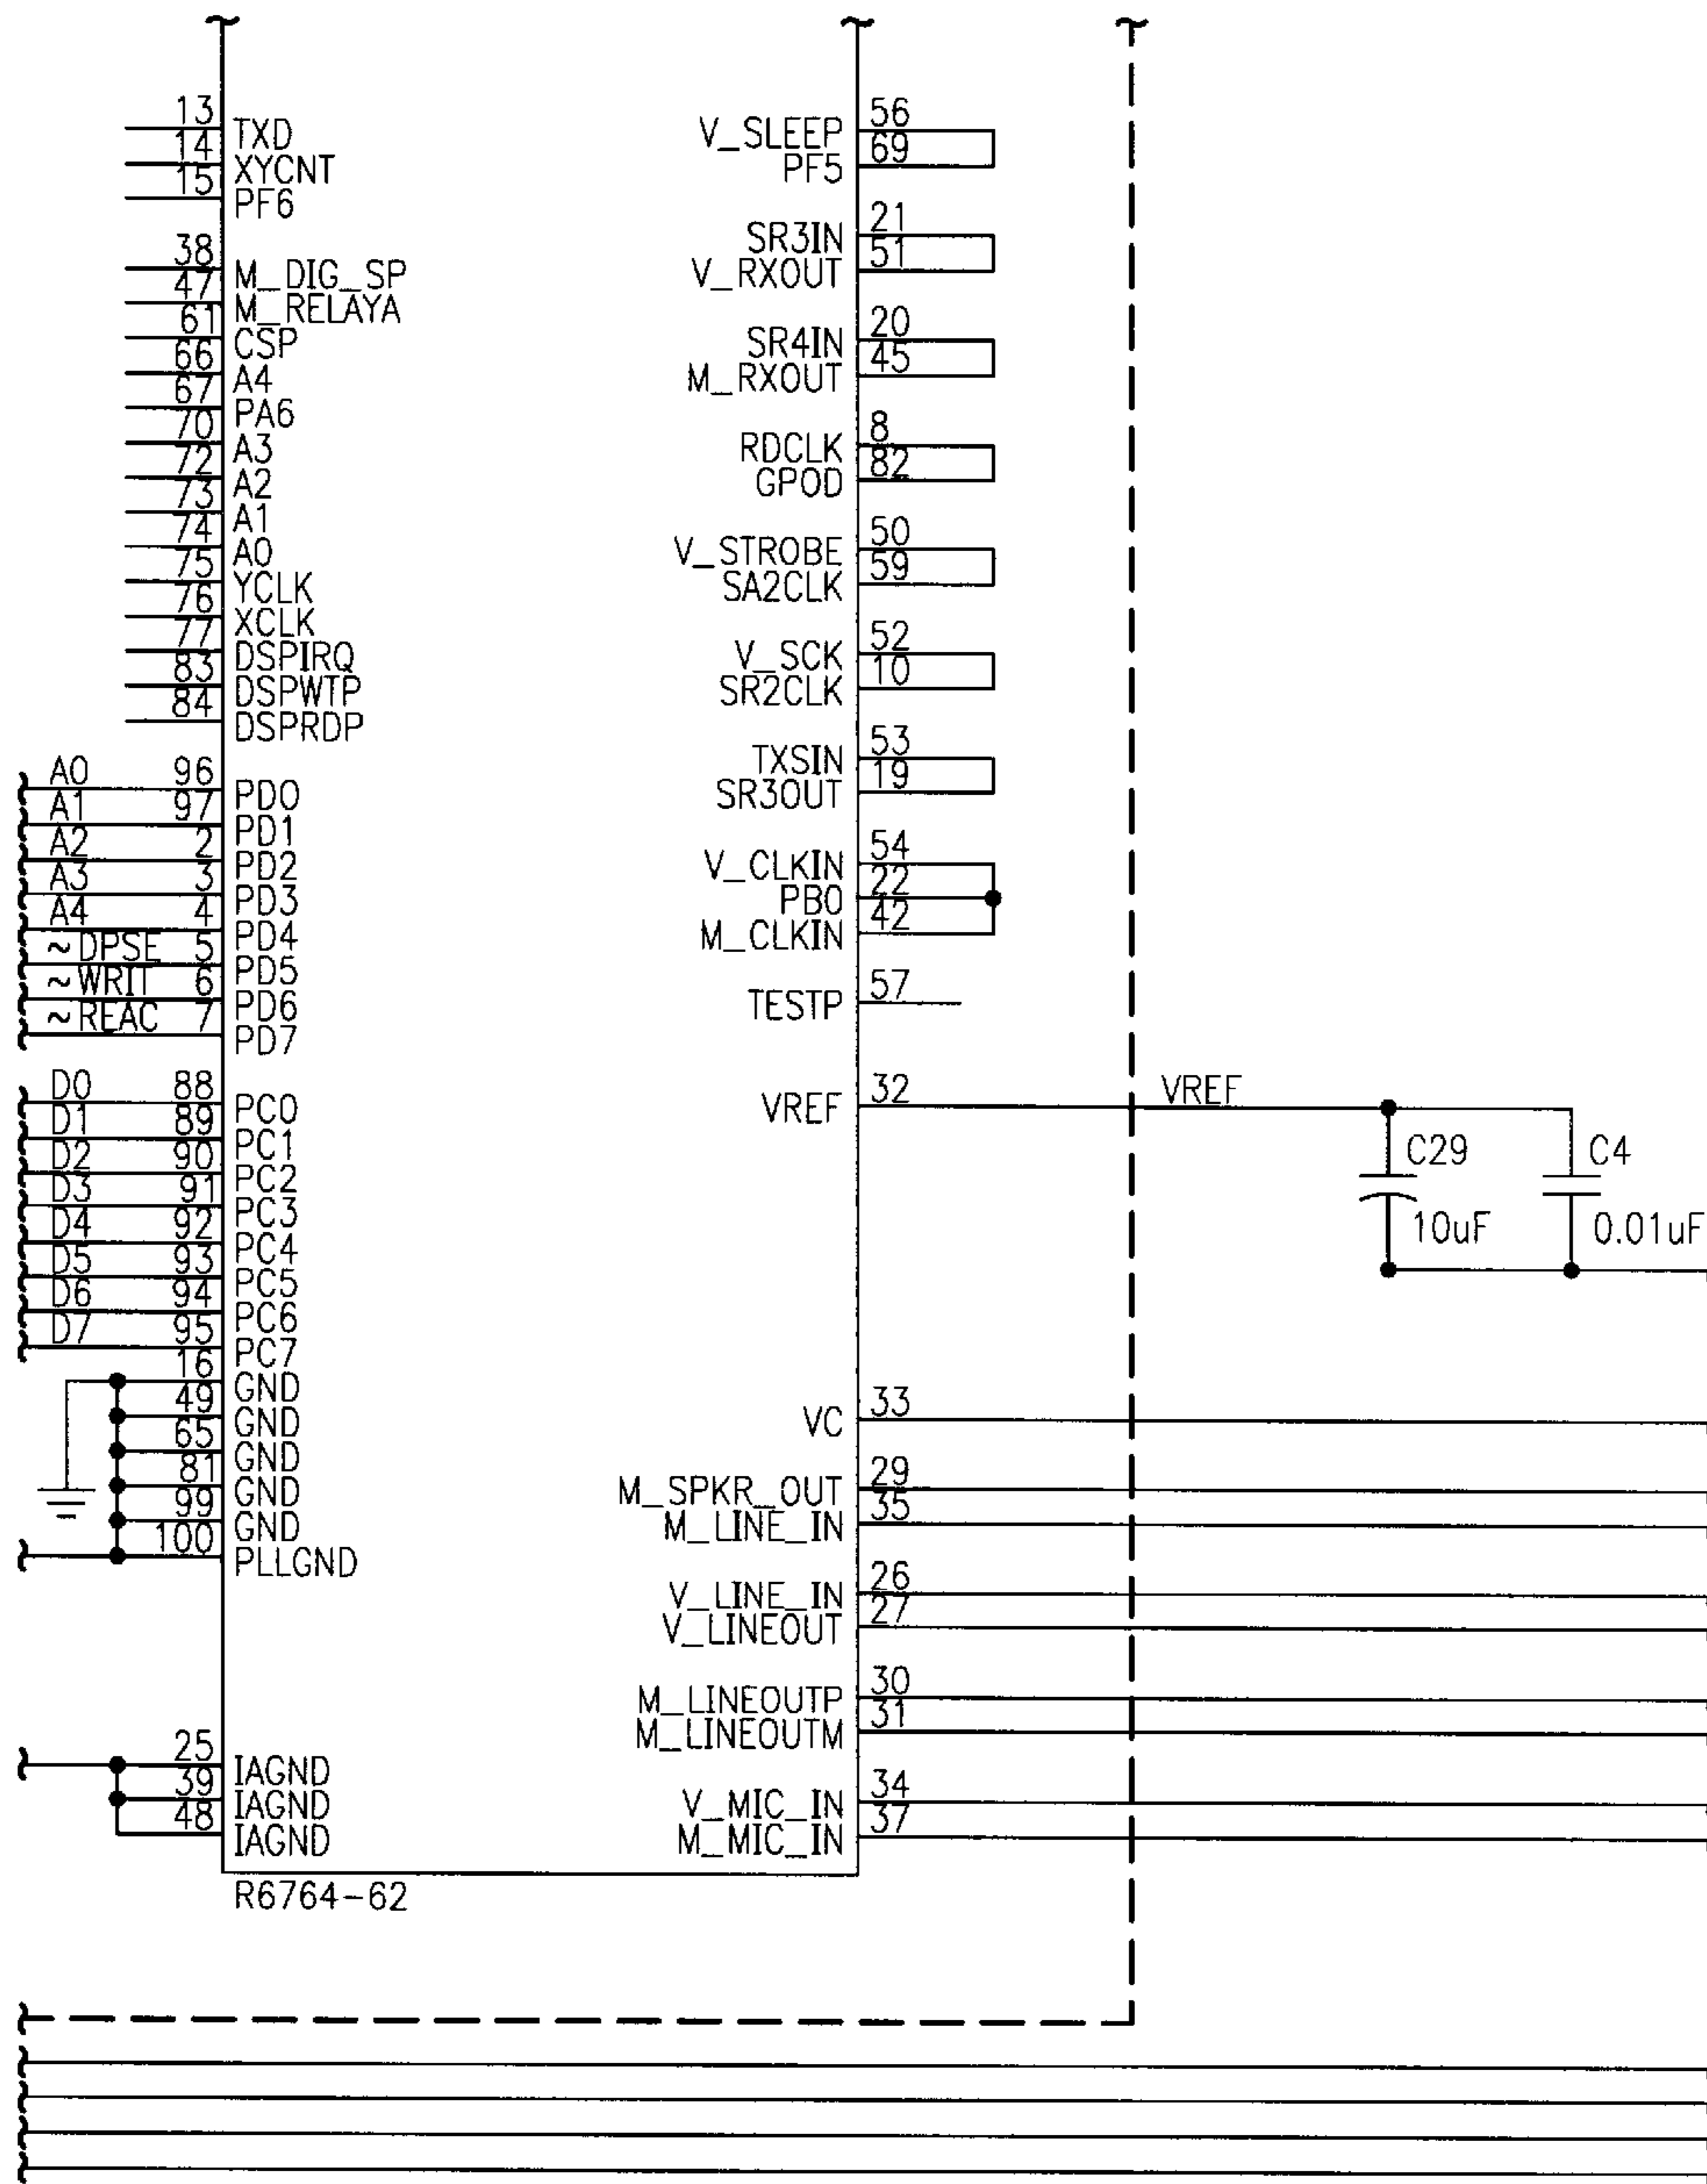 13 TXD
14 XYCNT
15 PF6
38 M_DIG_SP
47 M_RELAYA
61 CSP
66 A4
67 PA6
70 A3
72 A2
73 A1
74 A0
75 YCLK
76 XCLK
77 DSPIRQ
83 DSPWTP
84 DSPRDP
A0 96 PD0
A1 97 PD1
A2 2 PD2
A3 3 PD3
A4 4 PD4
~DPSE 5 PD5
~WRIT 6 PD6
~REAC 7 PD7
D0 88 PC0
D1 89 PC1
D2 90 PC2
D3 91 PC3
D4 92 PC4
D5 93 PC5
D6 94 PC6
D7 95 PC7
16 GND
49 GND
65 GND
81 GND
99 GND
100 PLLGND
25 IAGND
39 IAGND
48 IAGND
V_SLEEP 56
PF5 69
SR3IN 21
V_RXOUT 51
SR4IN 20
M_RXOUT 45
RDCLK 8
GPOD 82
V_STROBE 50
SA2CLK 59
V_SCK 52
SR2CLK 10
TXSIN 53
SR3OUT 19
V_CLKIN 54
PB0 22
M_CLKIN 42
TESTP 57
VREF 32 VREF
C29 C4
10uF 0.01uF
VC 33
M_SPKR_OUT 29
M_LINE_IN 35
V_LINE_IN 26
V_LINEOUT 27
M_LINEOUTP 30
M_LINEOUTM 31
V_MIC_IN 34
M_MIC_IN 37
R6764-62